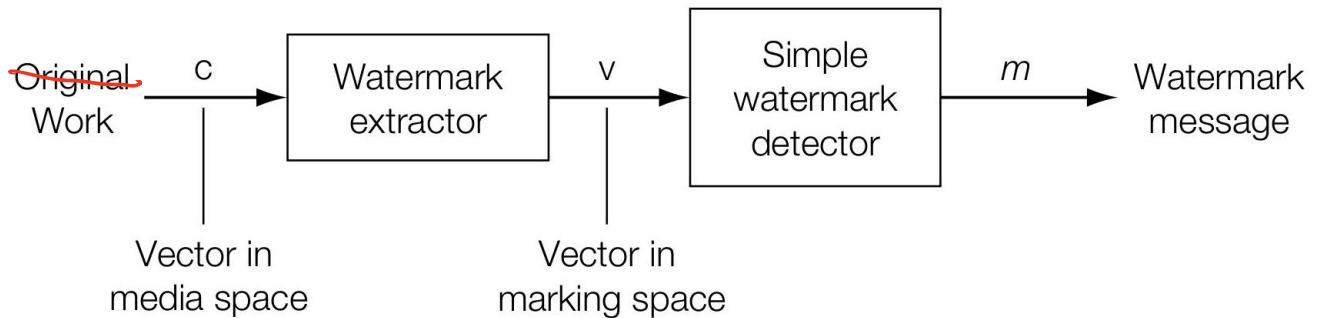 Original
Work
c
Watermark
extractor
v
Simple
watermark
detector
m
Watermark
message
Vector in
media space
Vector in
marking space